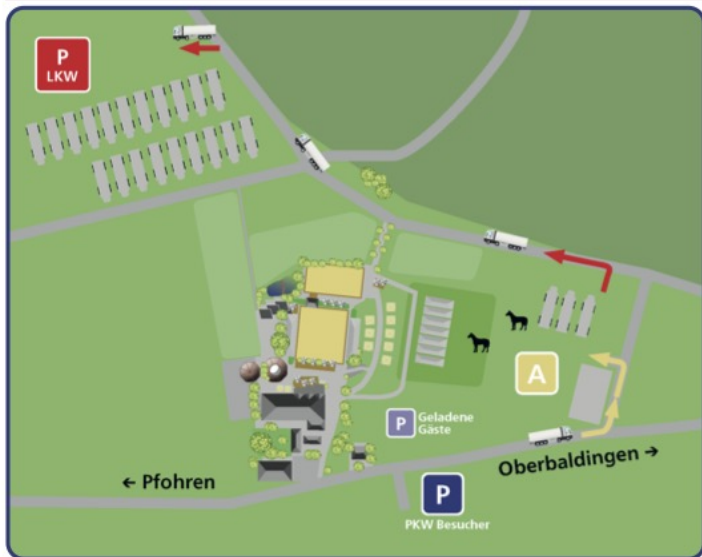 P
LKW
A
P Geladene
Gäste
← Pfohren
Oberbaldingen →
P
PKW Besucher